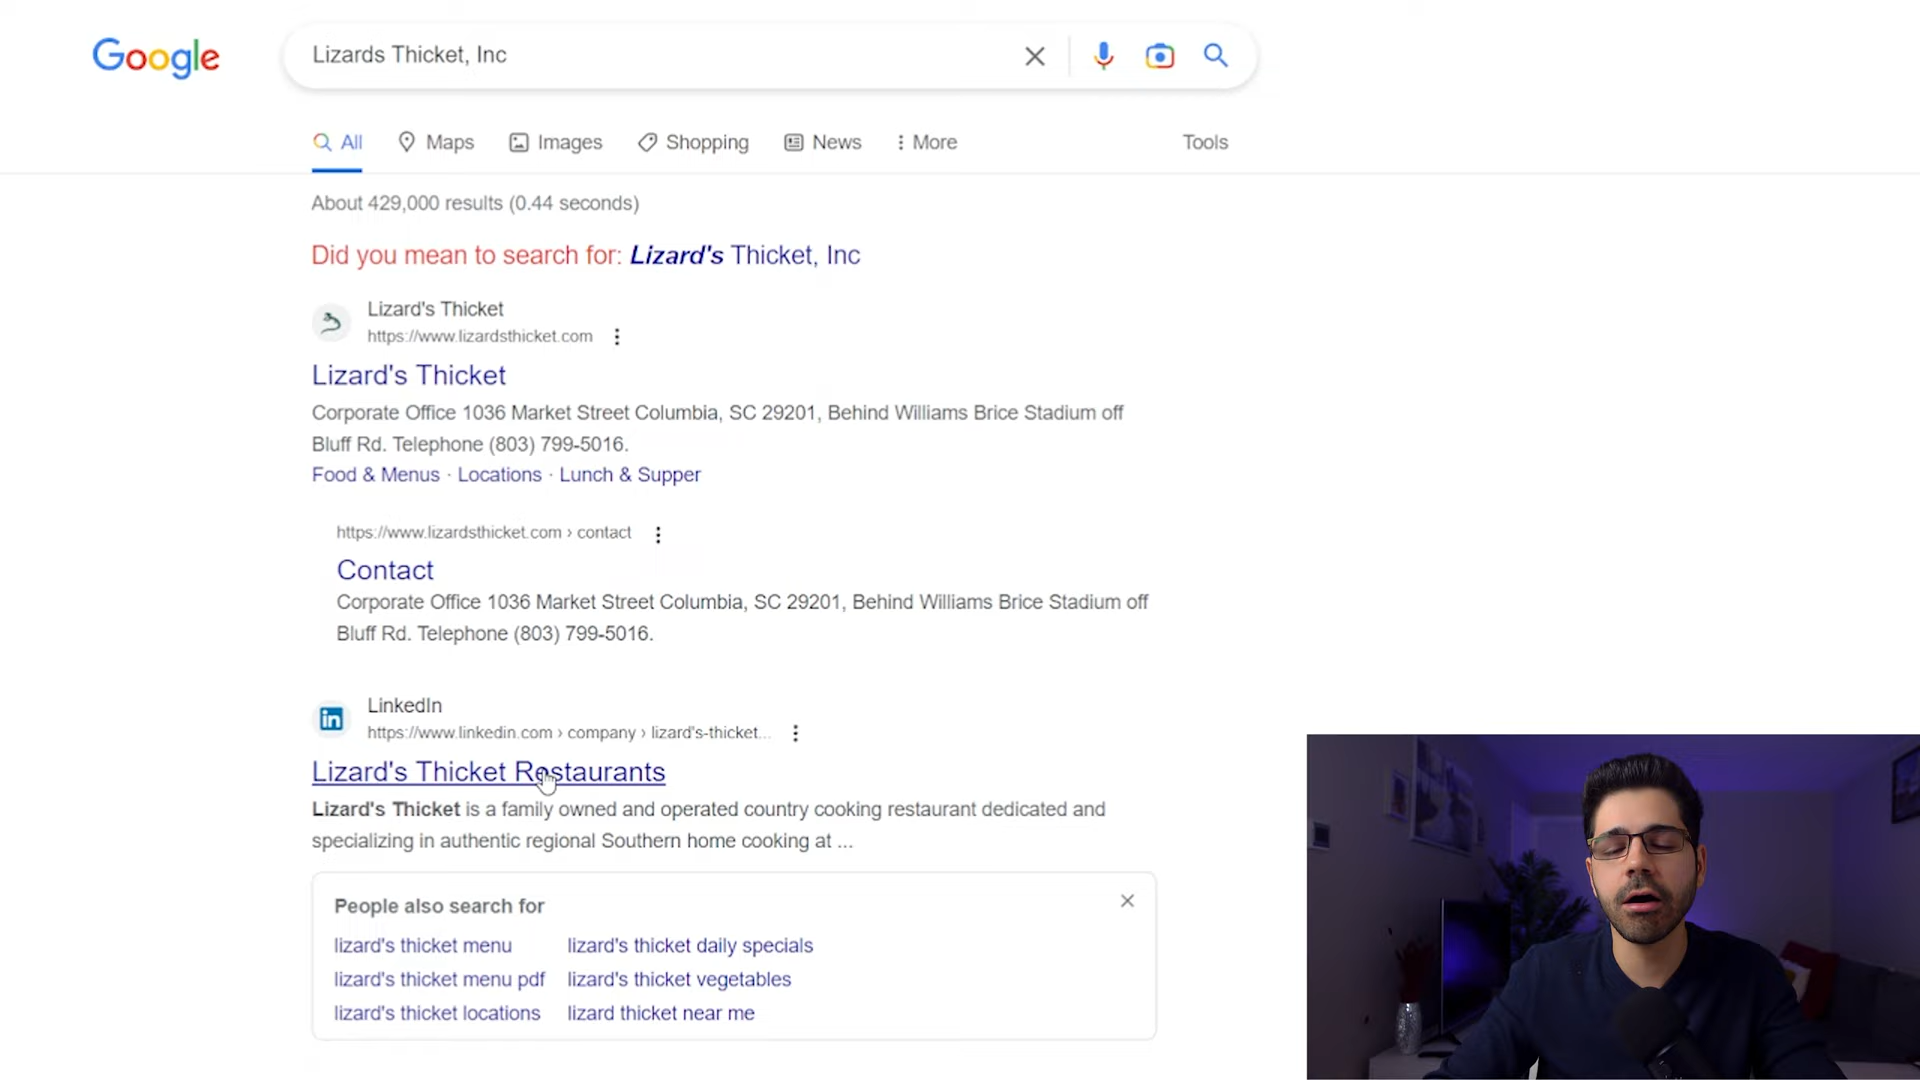 Google
Lizards Thicket, Inc
All
Maps
Images
Shopping
News
More
Tools
About 429,000 results (0.44 seconds)
Did you mean to search for: Lizard's Thicket, Inc
Lizard's Thicket
https://www.lizardsthicket.com
Lizard's Thicket
Corporate Office 1036 Market Street Columbia, SC 29201, Behind Williams Brice Stadium off
Bluff Rd. Telephone (803) 799-5016.
Food & Menus · Locations · Lunch & Supper
https://www.lizardsthicket.com › contact
Contact
Corporate Office 1036 Market Street Columbia, SC 29201, Behind Williams Brice Stadium off
Bluff Rd. Telephone (803) 799-5016.
LinkedIn
in
https://www.linkedin.com › company › lizard's-thicket...
Lizard's Thicket Restaurants
Lizard's Thicket is a family owned and operated country cooking restaurant dedicated and
specializing in authentic regional Southern home cooking at ...
People also search for
lizard's thicket menu
lizard's thicket daily specials
lizard's thicket menu pdf
lizard's thicket vegetables
lizard's thicket locations
lizard thicket near me